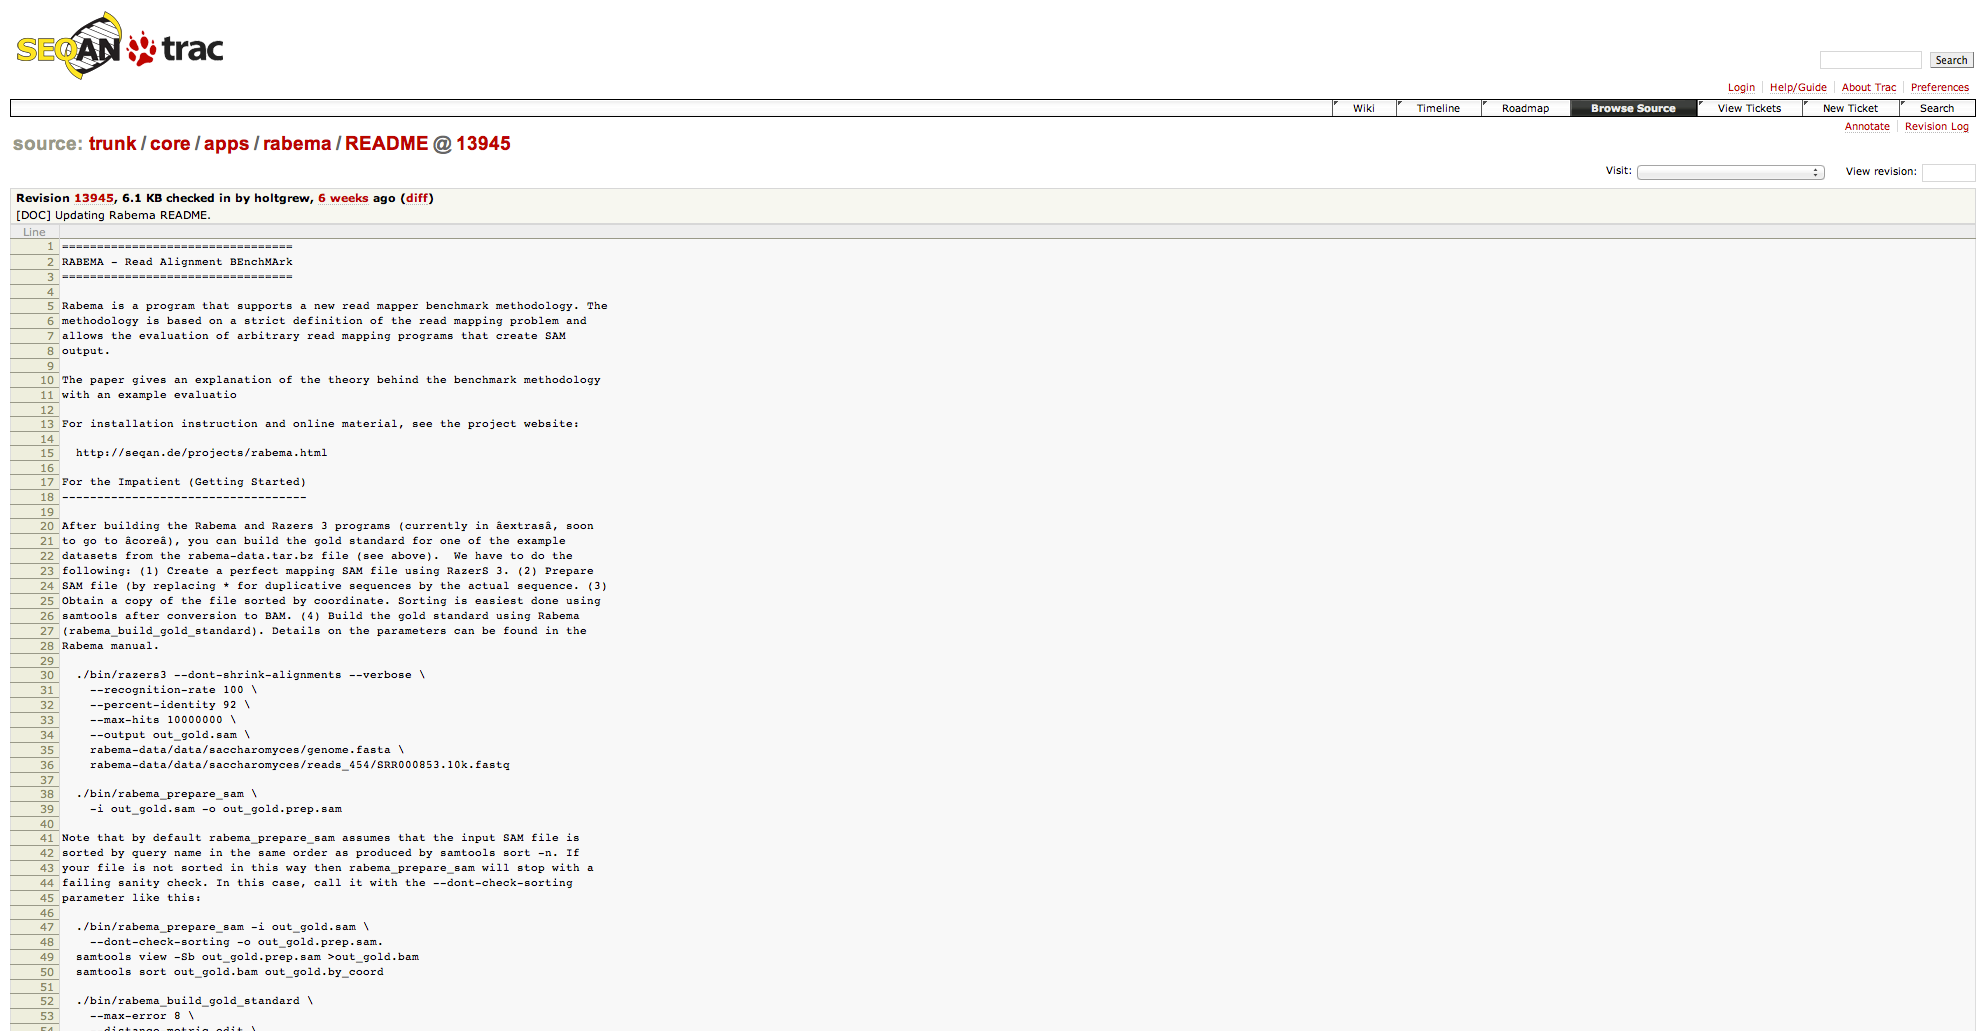 SEQAN trac
Search
Login Help/Guide About Trac Preferences
Wiki Timeline Roadmap Browse Source View Tickets New Ticket Search
Annotate Revision Log
source: trunk / core / apps / rabema / README @ 13945
Visit: View revision:
Revision 13945, 6.1 KB checked in by holtgrew, 6 weeks ago (diff)
[DOC] Updating Rabema README.
Line
1 =================================
2 RABEMA - Read Alignment BEnchMArk
3 =================================
4
5 Rabema is a program that supports a new read mapper benchmark methodology. The
6 methodology is based on a strict definition of the read mapping problem and
7 allows the evaluation of arbitrary read mapping programs that create SAM
8 output.
9
10 The paper gives an explanation of the theory behind the benchmark methodology
11 with an example evaluatio
12
13 For installation instruction and online material, see the project website:
14
15 http://seqan.de/projects/rabema.html
16
17 For the Impatient (Getting Started)
18 -----------------------------------
19
20 After building the Rabema and Razers 3 programs (currently in âextrasâ, soon
21 to go to âcoreâ), you can build the gold standard for one of the example
22 datasets from the rabema-data.tar.bz file (see above).  We have to do the
23 following: (1) Create a perfect mapping SAM file using RazerS 3. (2) Prepare
24 SAM file (by replacing * for duplicative sequences by the actual sequence. (3)
25 Obtain a copy of the file sorted by coordinate. Sorting is easiest done using
26 samtools after conversion to BAM. (4) Build the gold standard using Rabema
27 (rabema_build_gold_standard). Details on the parameters can be found in the
28 Rabema manual.
29
30 ./bin/razers3 --dont-shrink-alignments --verbose \
31 --recognition-rate 100 \
32 --percent-identity 92 \
33 --max-hits 10000000 \
34 --output out_gold.sam \
35 rabema-data/data/saccharomyces/genome.fasta \
36 rabema-data/data/saccharomyces/reads_454/SRR000853.10k.fastq
37
38 ./bin/rabema_prepare_sam \
39 -i out_gold.sam -o out_gold.prep.sam
40
41 Note that by default rabema_prepare_sam assumes that the input SAM file is
42 sorted by query name in the same order as produced by samtools sort -n. If
43 your file is not sorted in this way then rabema_prepare_sam will stop with a
44 failing sanity check. In this case, call it with the --dont-check-sorting
45 parameter like this:
46
47 ./bin/rabema_prepare_sam -i out_gold.sam \
48 --dont-check-sorting -o out_gold.prep.sam.
49 samtools view -Sb out_gold.prep.sam >out_gold.bam
50 samtools sort out_gold.bam out_gold.by_coord
51
52 ./bin/rabema_build_gold_standard \
53 --max-error 8 \
54 --distance-metric edit \